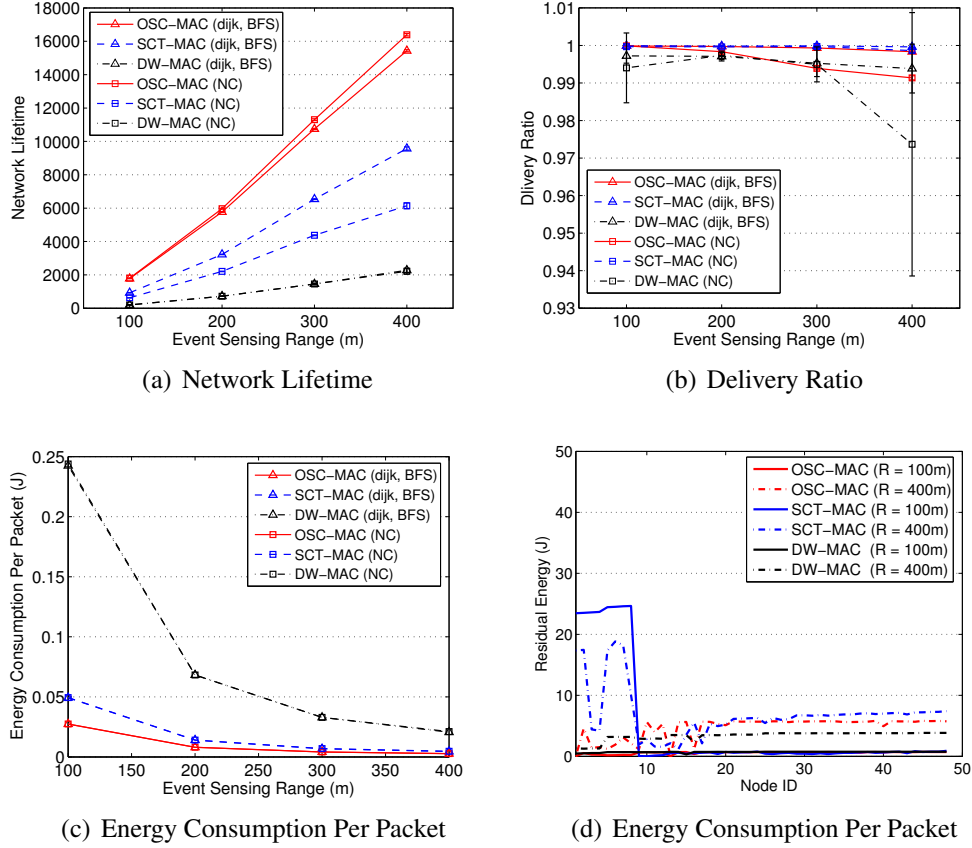 OSC−MAC (dijk, BFS)
SCT−MAC (dijk, BFS)
DW−MAC (dijk, BFS)
OSC−MAC (NC)
SCT−MAC (NC)
DW−MAC (NC)
18000
16000
14000
12000
10000
8000
6000
4000
2000
0
Network Lifetime
100 200 300 400
Event Sensing Range (m)
(a) Network Lifetime
1.01
1
0.99
0.98
0.97
0.96
0.95
0.94
0.93
Dlivery Ratio
OSC−MAC (dijk, BFS)
SCT−MAC (dijk, BFS)
DW−MAC (dijk, BFS)
OSC−MAC (NC)
SCT−MAC (NC)
DW−MAC (NC)
100 200 300 400
Event Sensing Range (m)
(b) Delivery Ratio
0.25
0.2
0.15
0.1
0.05
0
Energy Consumption Per Packet (J)
OSC−MAC (dijk, BFS)
SCT−MAC (dijk, BFS)
DW−MAC (dijk, BFS)
OSC−MAC (NC)
SCT−MAC (NC)
DW−MAC (NC)
100 150 200 250 300 350 400
Event Sensing Range (m)
(c) Energy Consumption Per Packet
50
40
30
20
10
0
Residual Energy (J)
OSC−MAC (R = 100m)
OSC−MAC (R = 400m)
SCT−MAC (R = 100m)
SCT−MAC (R = 400m)
DW−MAC (R = 100m)
DW−MAC (R = 400m)
10 20 30 40 50
Node ID
(d) Energy Consumption Per Packet